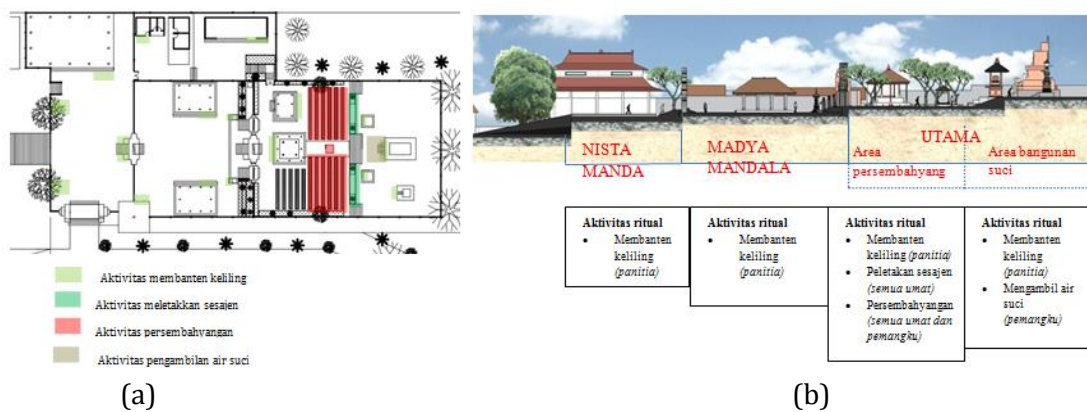 Aktivitas membanten keliling
Aktivitas meletakkan sesajen
Aktivitas persembahyangan
Aktivitas pengambilan air suci
(a)
NISTA
MANDA
MADYA
MANDALA
UTAMA
Area
persembahyang
Area bangunan
suci
Aktivitas ritual
• Membanten
keliling
(panitia)
Aktivitas ritual
• Membanten
keliling
(panitia)
Aktivitas ritual
• Membanten
keliling (panitia)
• Peletakan sesajen
(semua umat)
• Persembahyangan
(semua umat dan
pemangku)
Aktivitas ritual
• Membanten
keliling
(panitia)
• Mengambil air
suci
(pemangku)
(b)